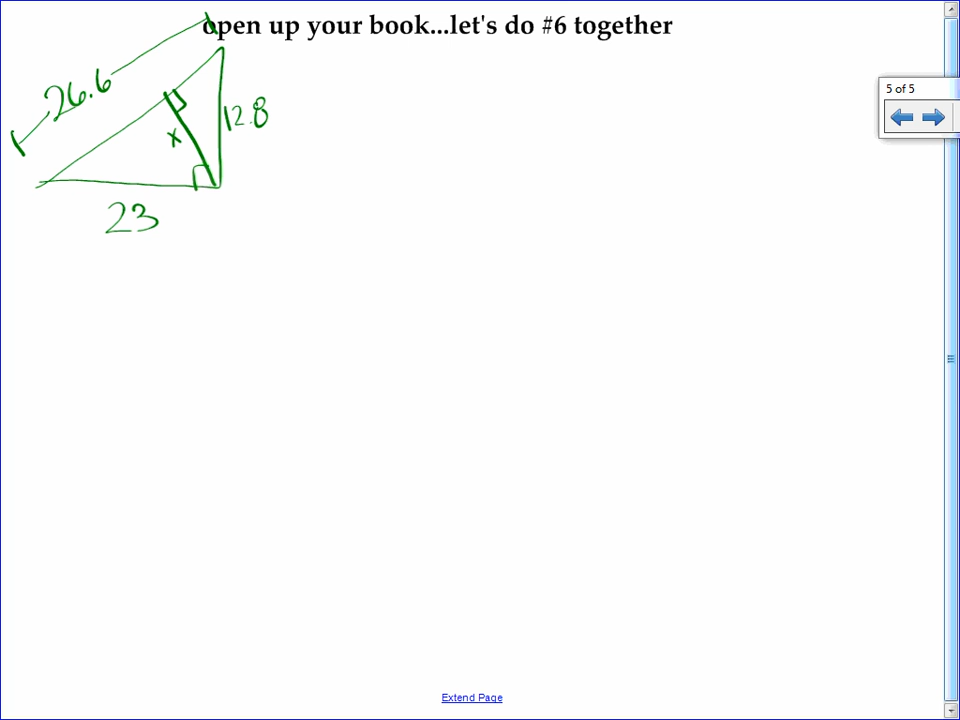 open up your book...let's do #6 together
5 of 5
26.6
12.8
x
23
Extend Page